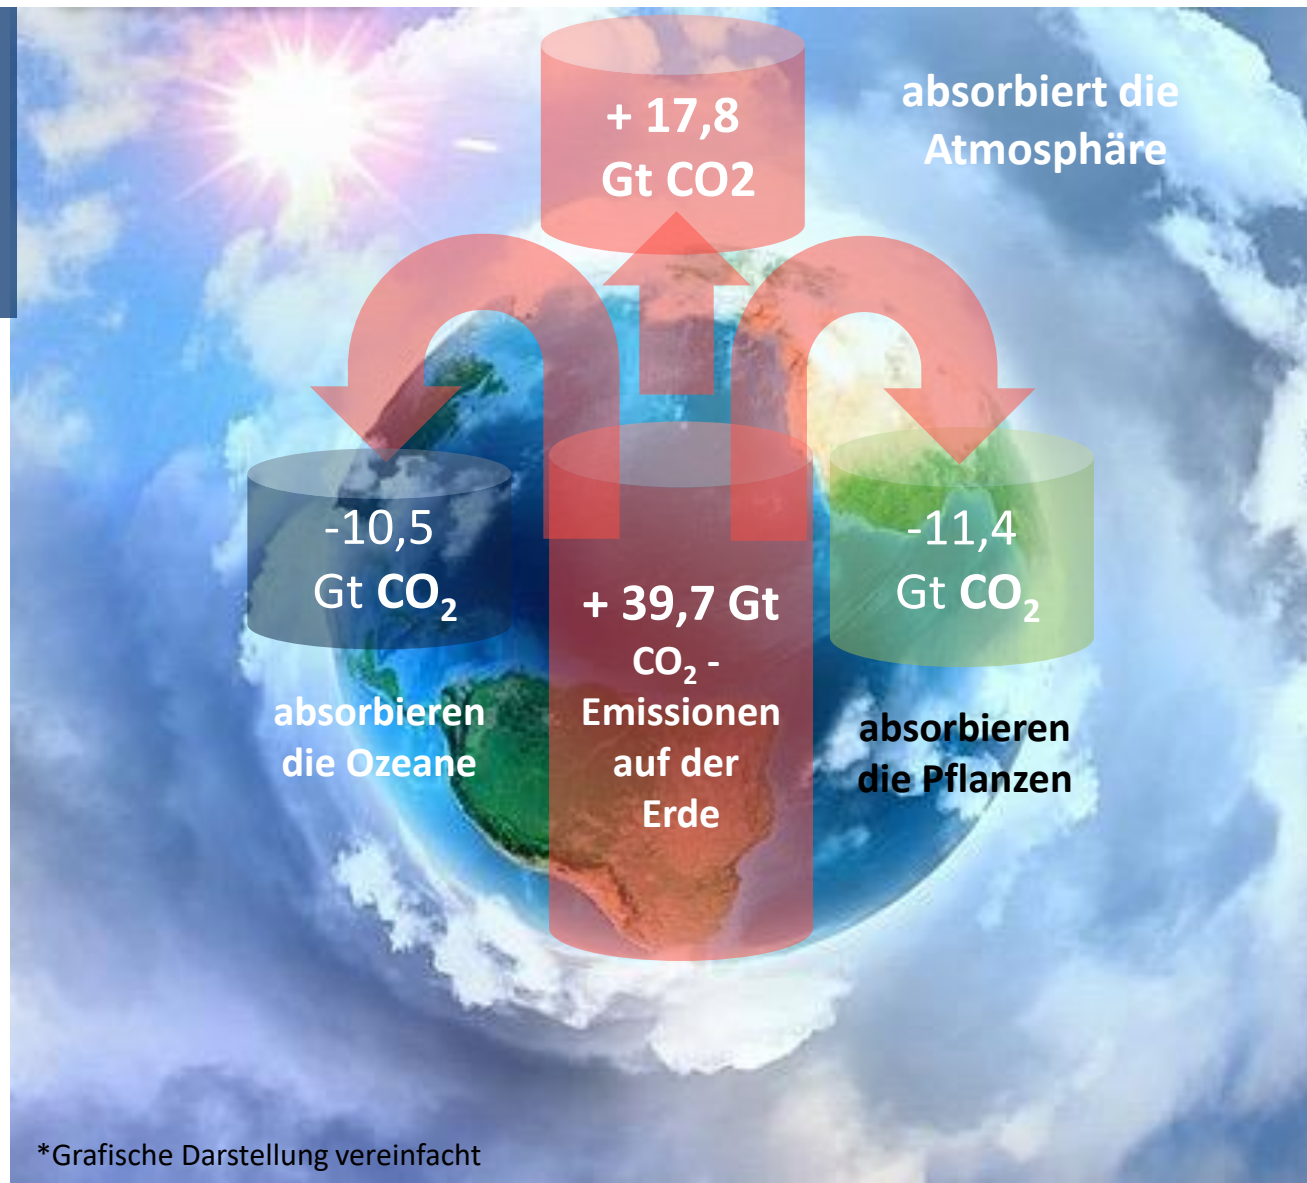 + 17,8
Gt CO2
absorbiert die
Atmosphäre
-10,5
Gt CO₂
absorbieren
die Ozeane
+ 39,7 Gt
CO₂ -
Emissionen
auf der
Erde
-11,4
Gt CO₂
absorbieren
die Pflanzen
*Grafische Darstellung vereinfacht